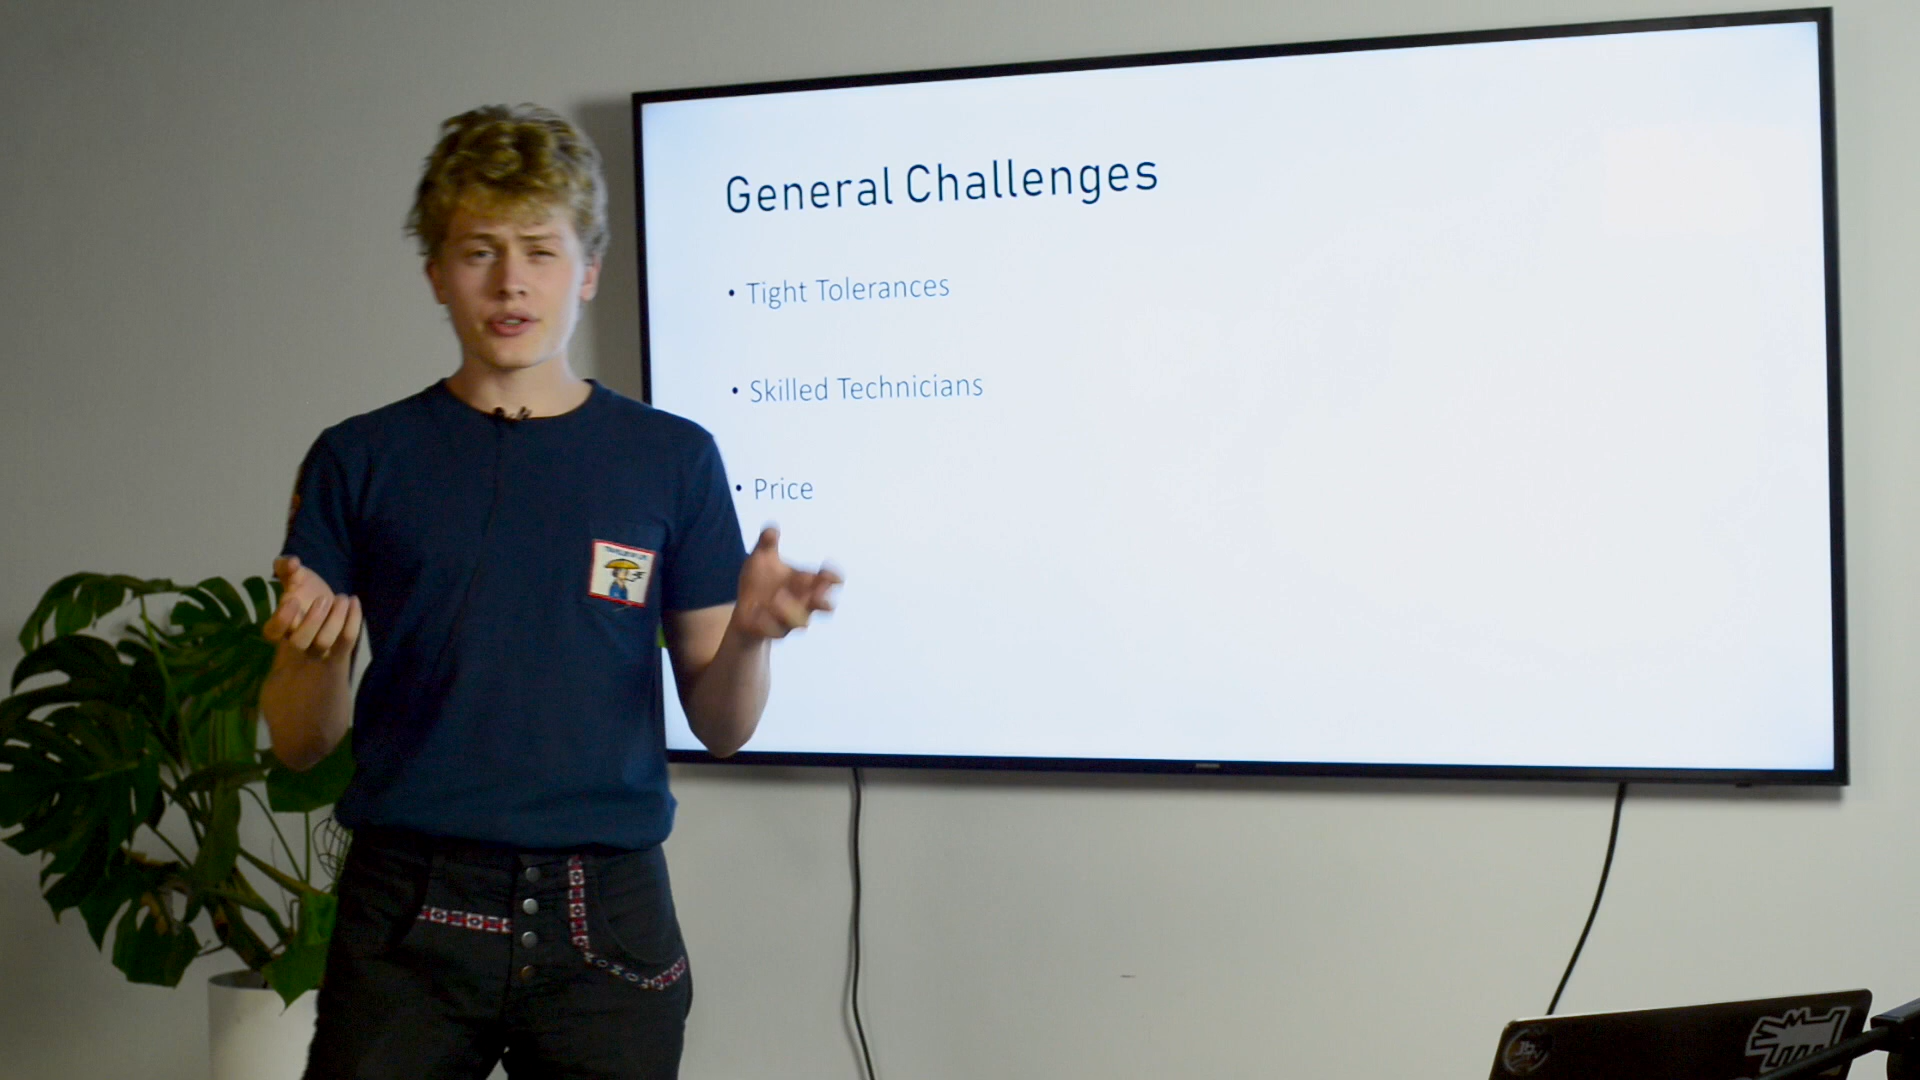 General Challenges
• Tight Tolerances
• Skilled Technicians
• Price